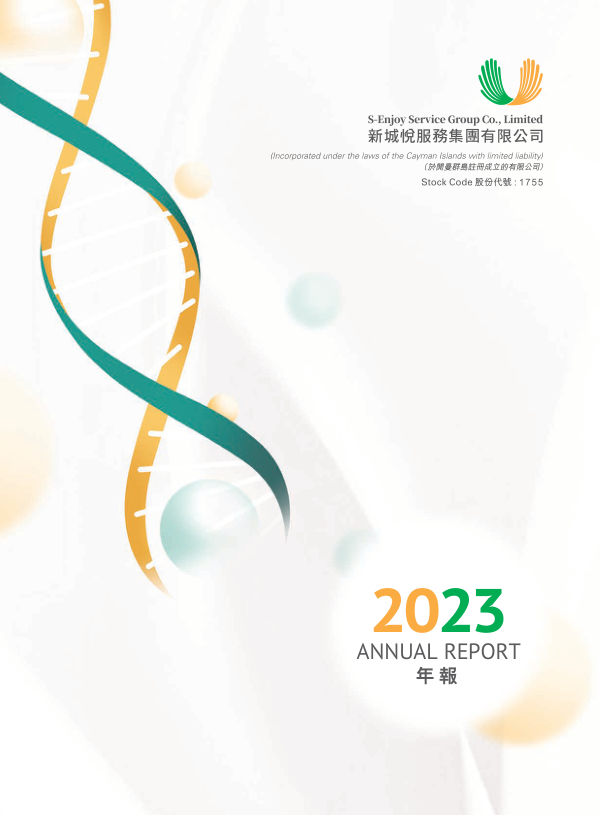 S-Enjoy Service Group Co., Limited
新城悅服務集團有限公司
(Incorporated under the laws of the Cayman Islands with limited liability)
（於開曼群島註冊成立的有限公司）
Stock Code 股份代號 : 1755
2023
ANNUAL REPORT
年報